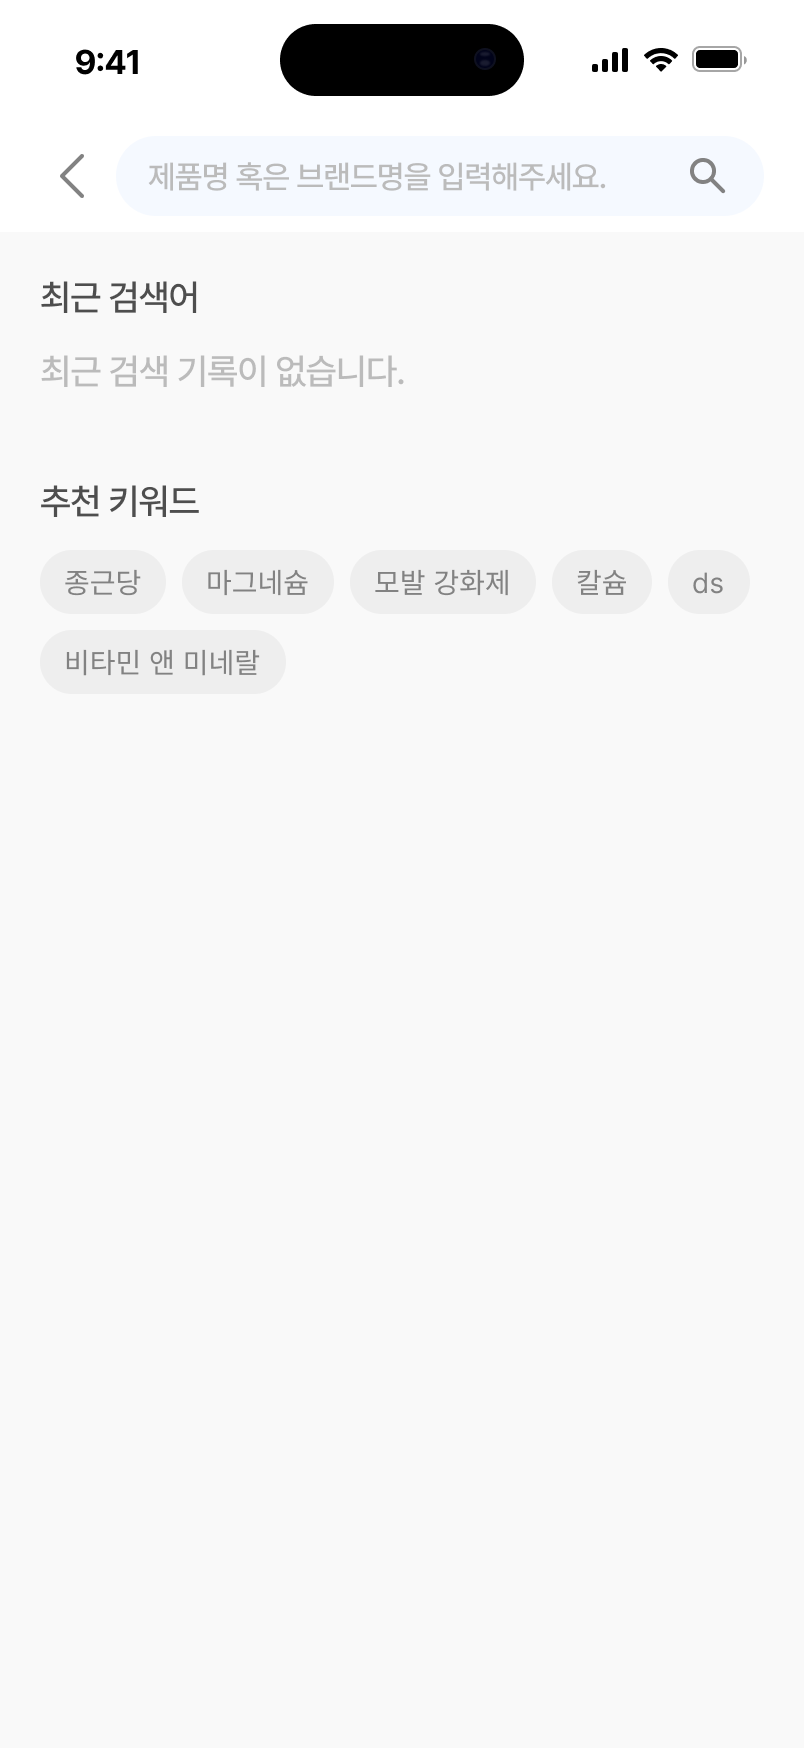 9:41
제품명 혹은 브랜드명을 입력해주세요.
최근 검색어
최근 검색 기록이 없습니다.
추천 키워드
종근당 마그네슘 모발 강화제 칼슘 ds
비타민 앤 미네랄